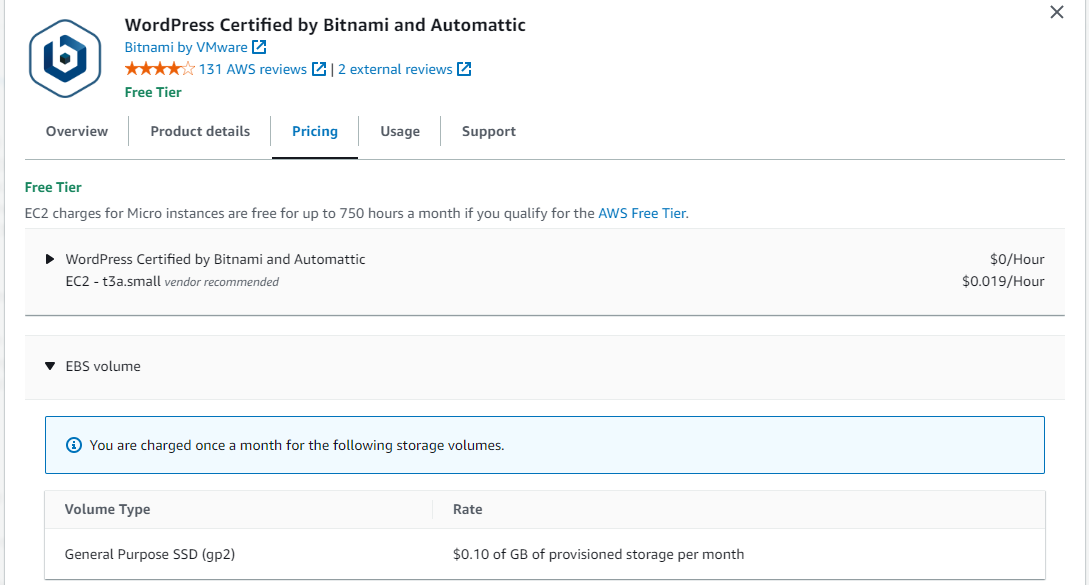 WordPress Certified by Bitnami and Automattic
Bitnami by VMware
131 AWS reviews | 2 external reviews
Free Tier
Overview Product details Pricing Usage Support
Free Tier
EC2 charges for Micro instances are free for up to 750 hours a month if you qualify for the AWS Free Tier.
WordPress Certified by Bitnami and Automattic $0/Hour
EC2 - t3a.small vendor recommended $0.019/Hour
EBS volume
You are charged once a month for the following storage volumes.
Volume Type Rate
General Purpose SSD (gp2) $0.10 of GB of provisioned storage per month